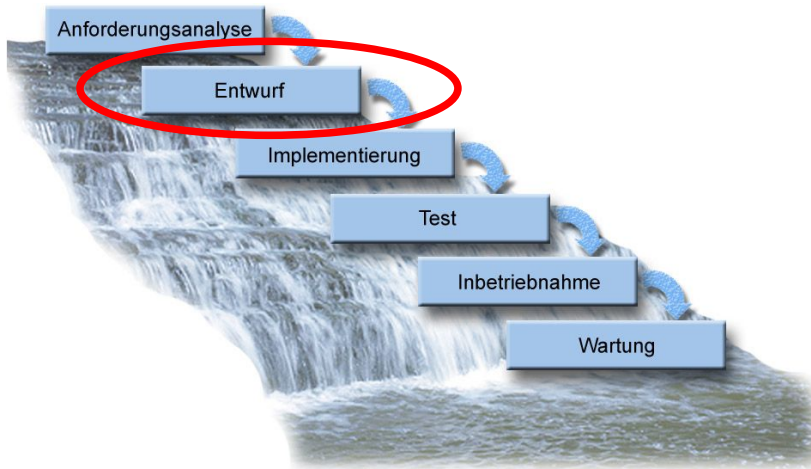 Anforderungsanalyse
Entwurf
Implementierung
Test
Inbetriebnahme
Wartung